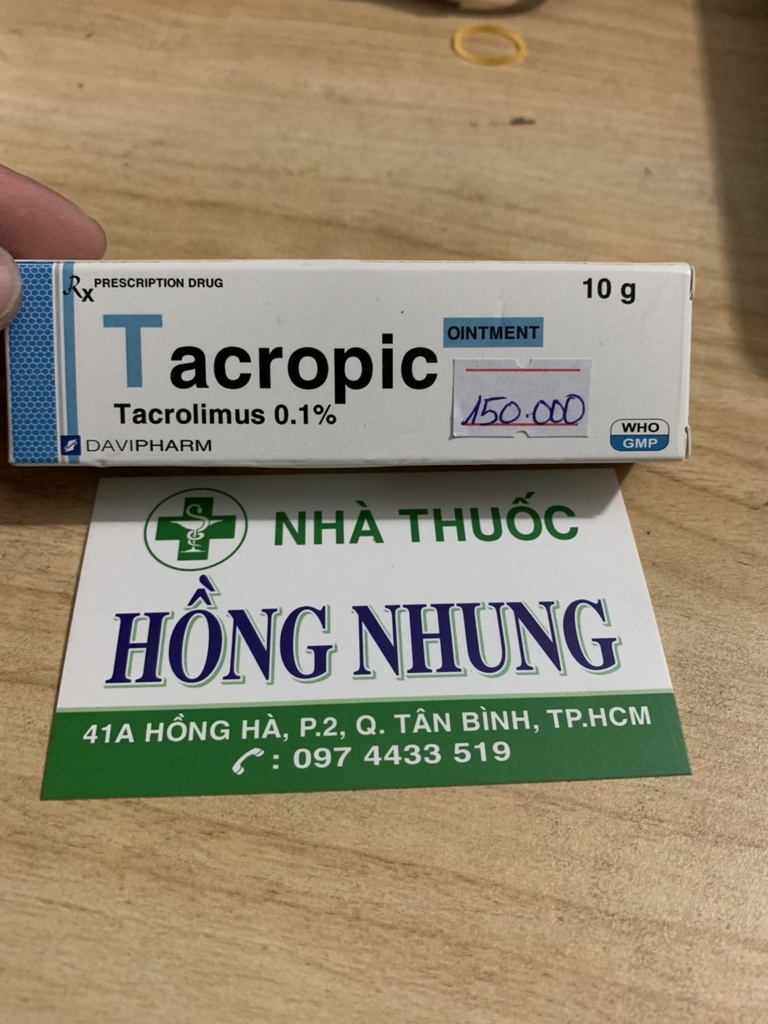 Rx PRESCRIPTION DRUG
10 g
Tacropic
OINTMENT
Tacrolimus 0.1%
150.000
DAVIPHARM
WHO
GMP
NHÀ THUỐC
HỒNG NHUNG
41A HỒNG HÀ, P.2, Q. TÂN BÌNH, TP.HCM
: 097 4433 519